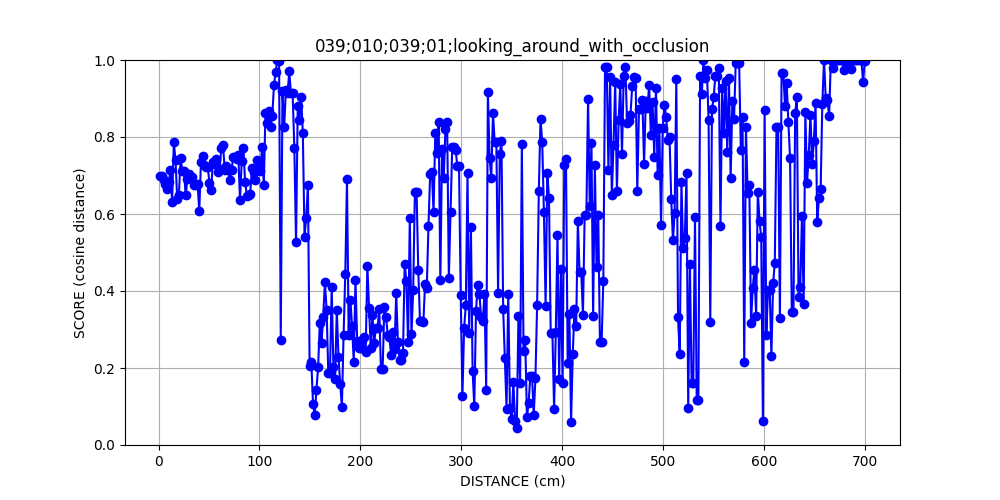 039;010;039;01;looking_around_with_occlusion
1.0
0.8
0.6
0.4
0.2
0.0
SCORE (cosine distance)
0 100 200 300 400 500 600 700
DISTANCE (cm)